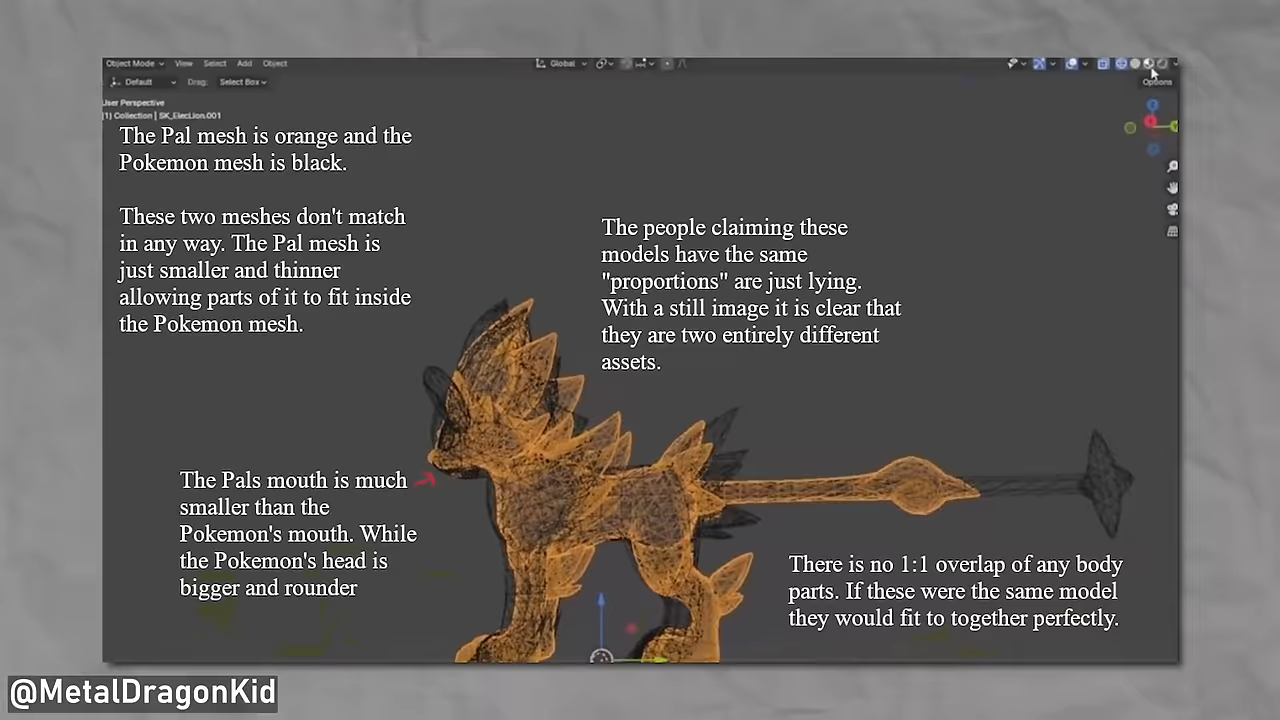 Object Mode View Select Add Object Global
Default Drag: Select Box Options
User Perspective
(1) Collection | SK_ElecLion.001
The Pal mesh is orange and the
Pokemon mesh is black.
These two meshes don't match
in any way. The Pal mesh is
just smaller and thinner
allowing parts of it to fit inside
the Pokemon mesh.
The people claiming these
models have the same
"proportions" are just lying.
With a still image it is clear that
they are two entirely different
assets.
The Pals mouth is much
smaller than the
Pokemon's mouth. While
the Pokemon's head is
bigger and rounder
There is no 1:1 overlap of any body
parts. If these were the same model
they would fit to together perfectly.
@MetalDragonKid